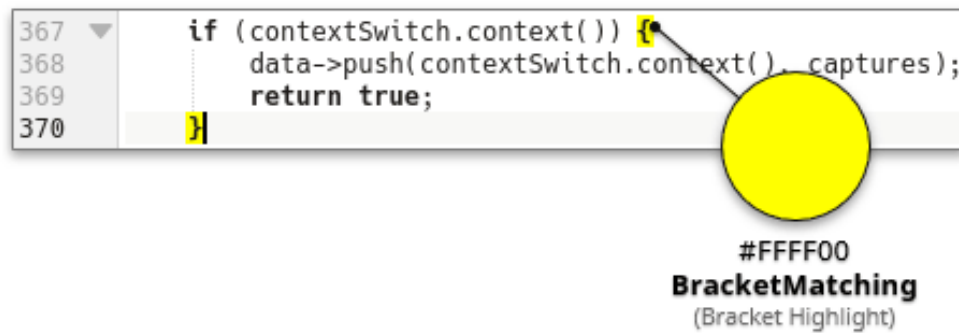 367 if (contextSwitch.context()) {
368 data->push(contextSwitch.context(), captures);
369 return true;
370 }
#FFFF00
BracketMatching
(Bracket Highlight)